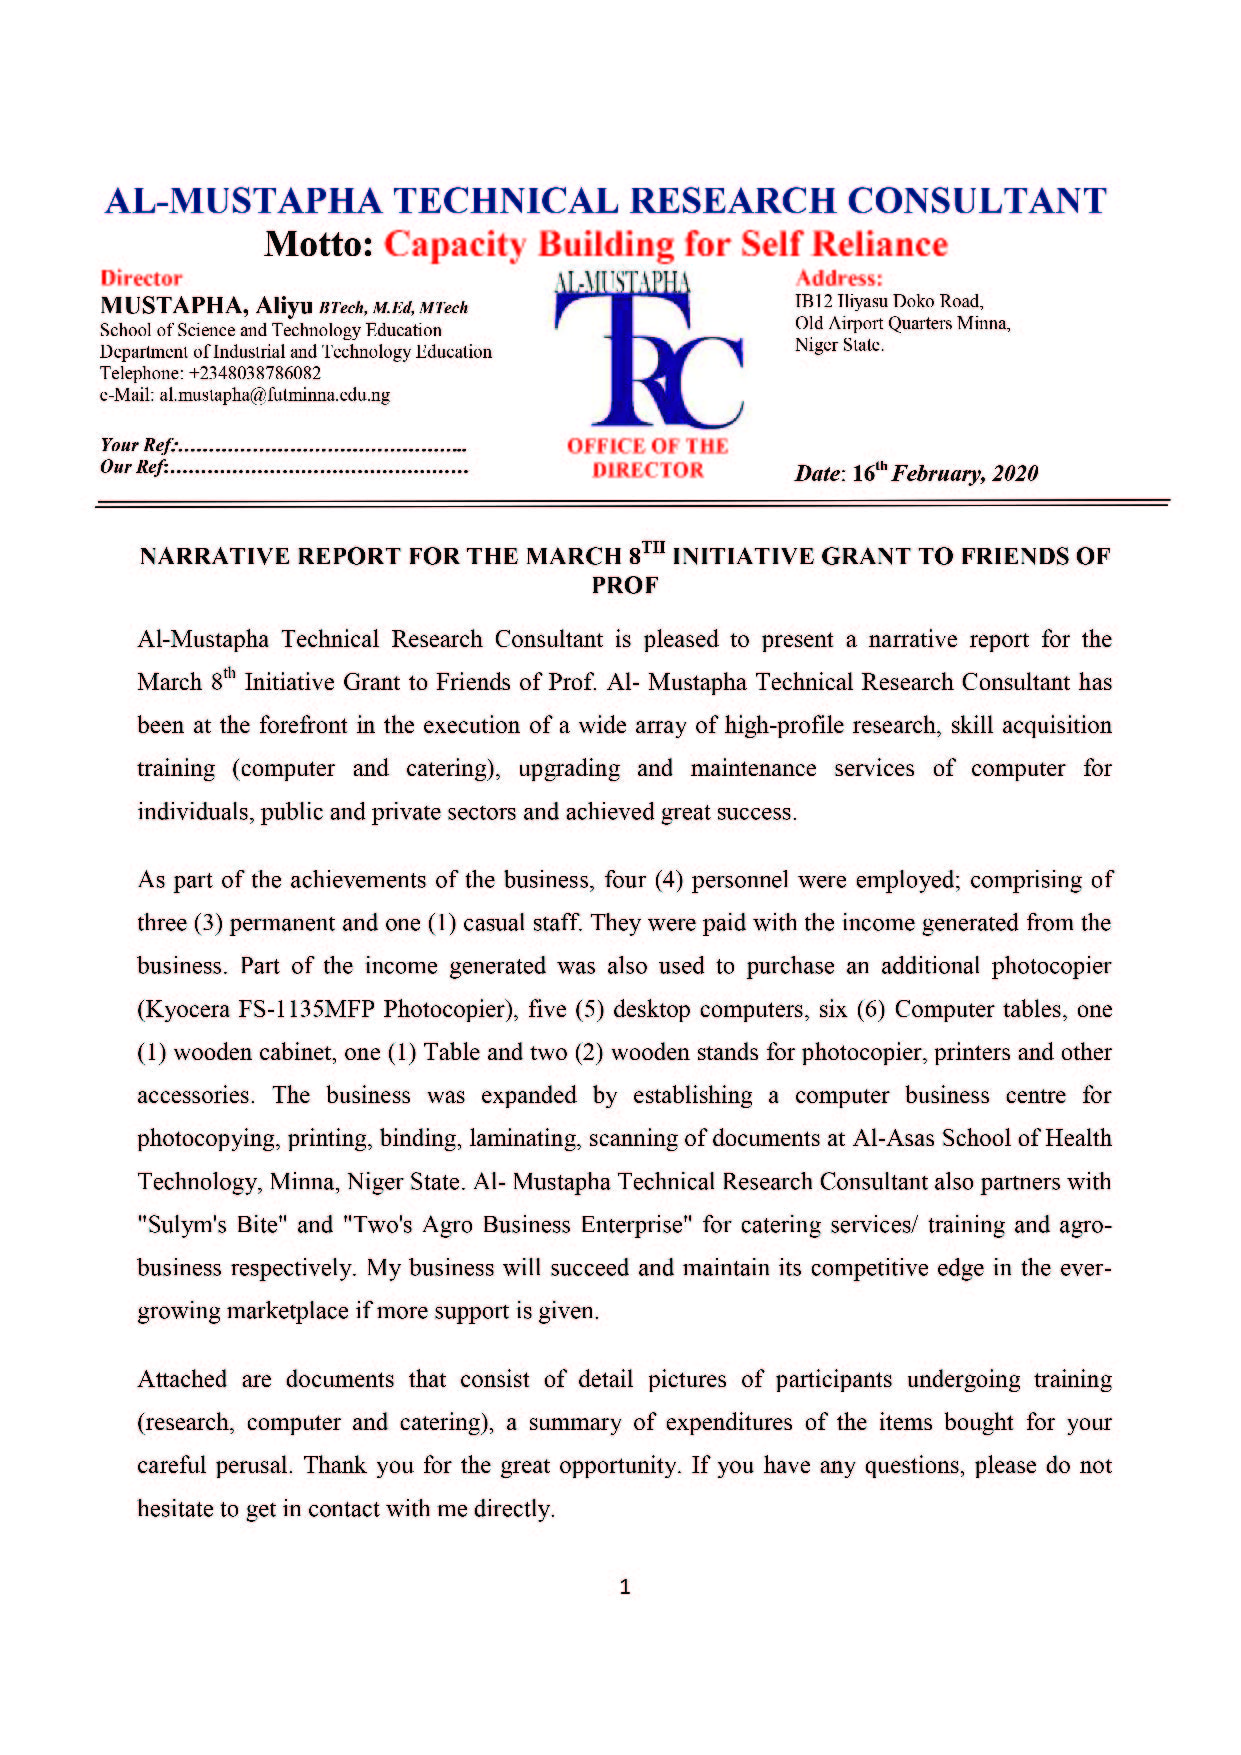 AL-MUSTAPHA TECHNICAL RESEARCH CONSULTANT
Motto: Capacity Building for Self Reliance
Director
MUSTAPHA, Aliyu BTech, M.Ed, MTech
School of Science and Technology Education
Department of Industrial and Technology Education
Telephone: +2348038786082
e-Mail: al.mustapha@futminna.edu.ng
Your Ref:................................................
Our Ref:................................................
AL-MUSTAPHA
TRC
OFFICE OF THE
DIRECTOR
Address:
IB12 Iliyasu Doko Road,
Old Airport Quarters Minna,
Niger State.
Date: 16th February, 2020
NARRATIVE REPORT FOR THE MARCH 8TH INITIATIVE GRANT TO FRIENDS OF
PROF
Al-Mustapha Technical Research Consultant is pleased to present a narrative report for the
March 8th Initiative Grant to Friends of Prof. Al- Mustapha Technical Research Consultant has
been at the forefront in the execution of a wide array of high-profile research, skill acquisition
training (computer and catering), upgrading and maintenance services of computer for
individuals, public and private sectors and achieved great success.
As part of the achievements of the business, four (4) personnel were employed; comprising of
three (3) permanent and one (1) casual staff. They were paid with the income generated from the
business. Part of the income generated was also used to purchase an additional photocopier
(Kyocera FS-1135MFP Photocopier), five (5) desktop computers, six (6) Computer tables, one
(1) wooden cabinet, one (1) Table and two (2) wooden stands for photocopier, printers and other
accessories. The business was expanded by establishing a computer business centre for
photocopying, printing, binding, laminating, scanning of documents at Al-Asas School of Health
Technology, Minna, Niger State. Al- Mustapha Technical Research Consultant also partners with
"Sulym's Bite" and "Two's Agro Business Enterprise" for catering services/ training and agro-
business respectively. My business will succeed and maintain its competitive edge in the ever-
growing marketplace if more support is given.
Attached are documents that consist of detail pictures of participants undergoing training
(research, computer and catering), a summary of expenditures of the items bought for your
careful perusal. Thank you for the great opportunity. If you have any questions, please do not
hesitate to get in contact with me directly.
1